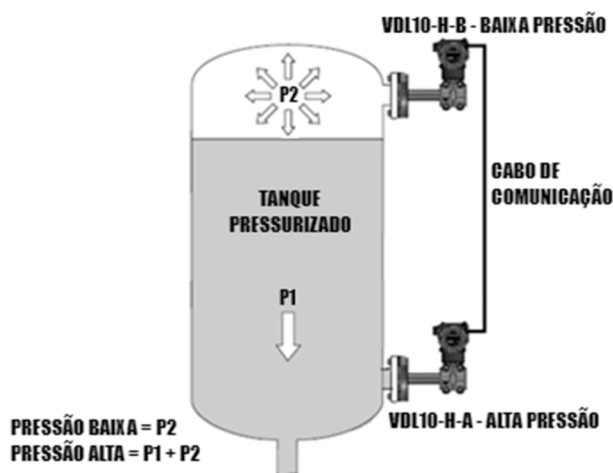 VDL10-H-B - BAIXA PRESSÃO
P2
CABO DE
COMUNICAÇÃO
TANQUE
PRESSURIZADO
P1
VDL10-H-A - ALTA PRESSÃO
PRESSÃO BAIXA = P2
PRESSÃO ALTA = P1 + P2